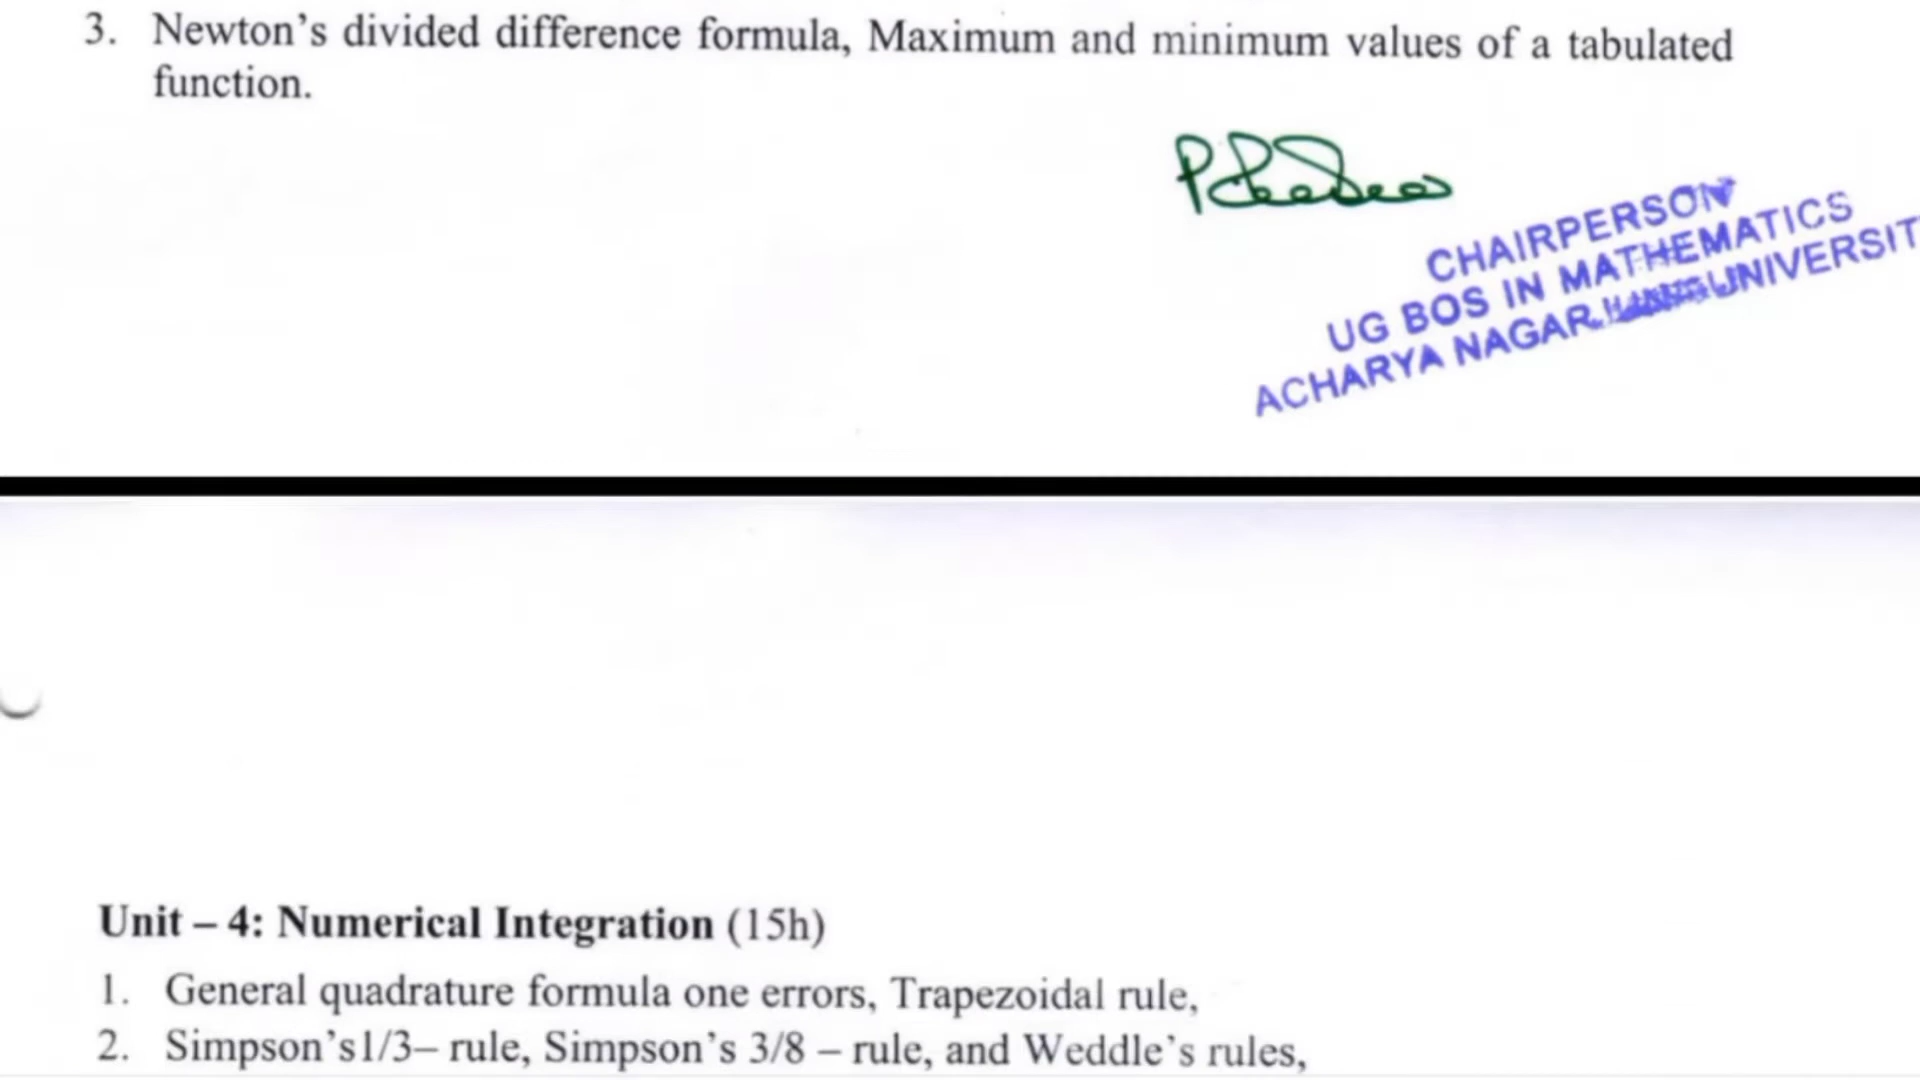 3. Newton’s divided difference formula, Maximum and minimum values of a tabulated
function.
CHAIRPERSON
UG BOS IN MATHEMATICS
ACHARYA NAGARJUNA UNIVERSIT
Unit – 4: Numerical Integration (15h)
1. General quadrature formula one errors, Trapezoidal rule,
2. Simpson’s1/3– rule, Simpson’s 3/8 – rule, and Weddle’s rules,